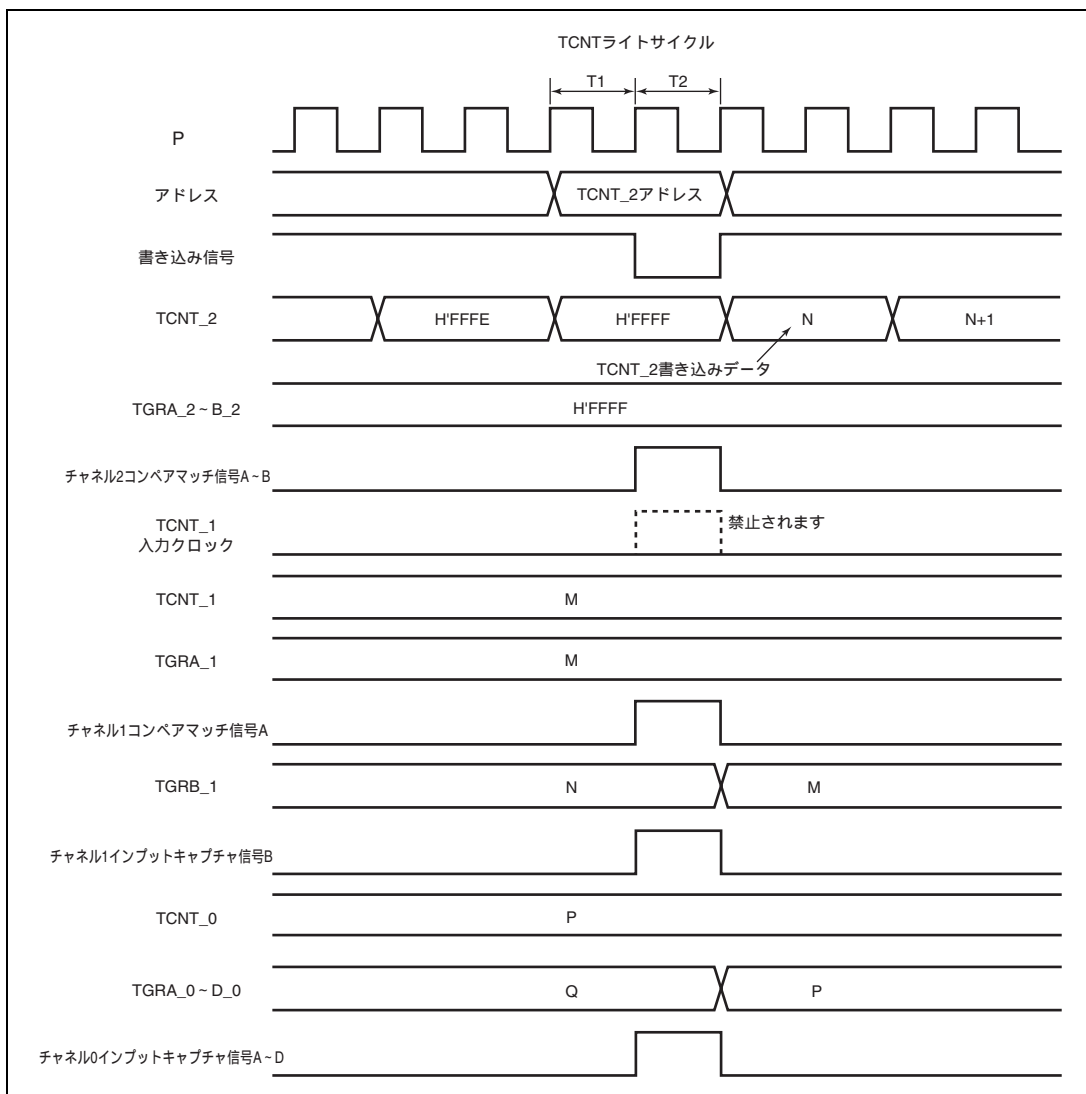 TCNTライトサイクル
T1 T2
P
アドレス TCNT_2アドレス
書き込み信号
TCNT_2 H'FFFE H'FFFF N N+1
TCNT_2書き込みデータ
TGRA_2~B_2 H'FFFF
チャネル2コンペアマッチ信号A~B
TCNT_1
入力クロック
禁止されます
TCNT_1 M
TGRA_1 M
チャネル1コンペアマッチ信号A
TGRB_1 N M
チャネル1インプットキャプチャ信号B
TCNT_0 P
TGRA_0~D_0 Q P
チャネル0インプットキャプチャ信号A~D